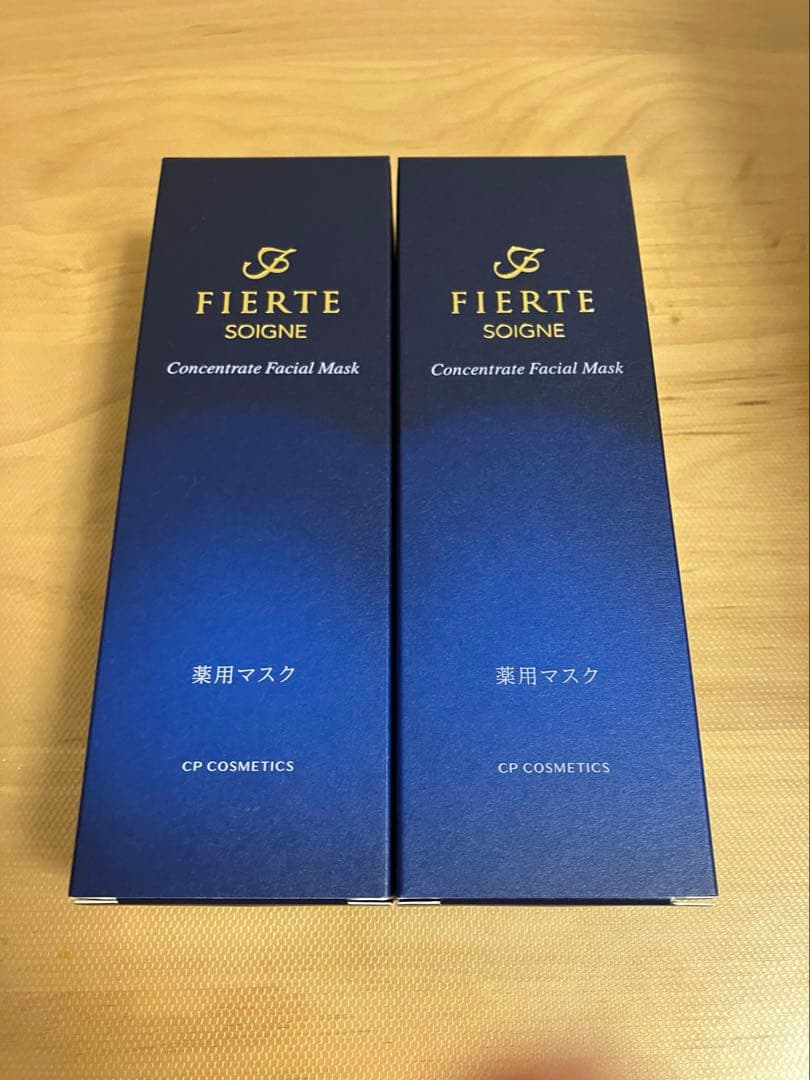 FIERTE
SOIGNE
Concentrate Facial Mask
薬用マスク
CP COSMETICS
FIERTE
SOIGNE
Concentrate Facial Mask
薬用マスク
CP COSMETICS